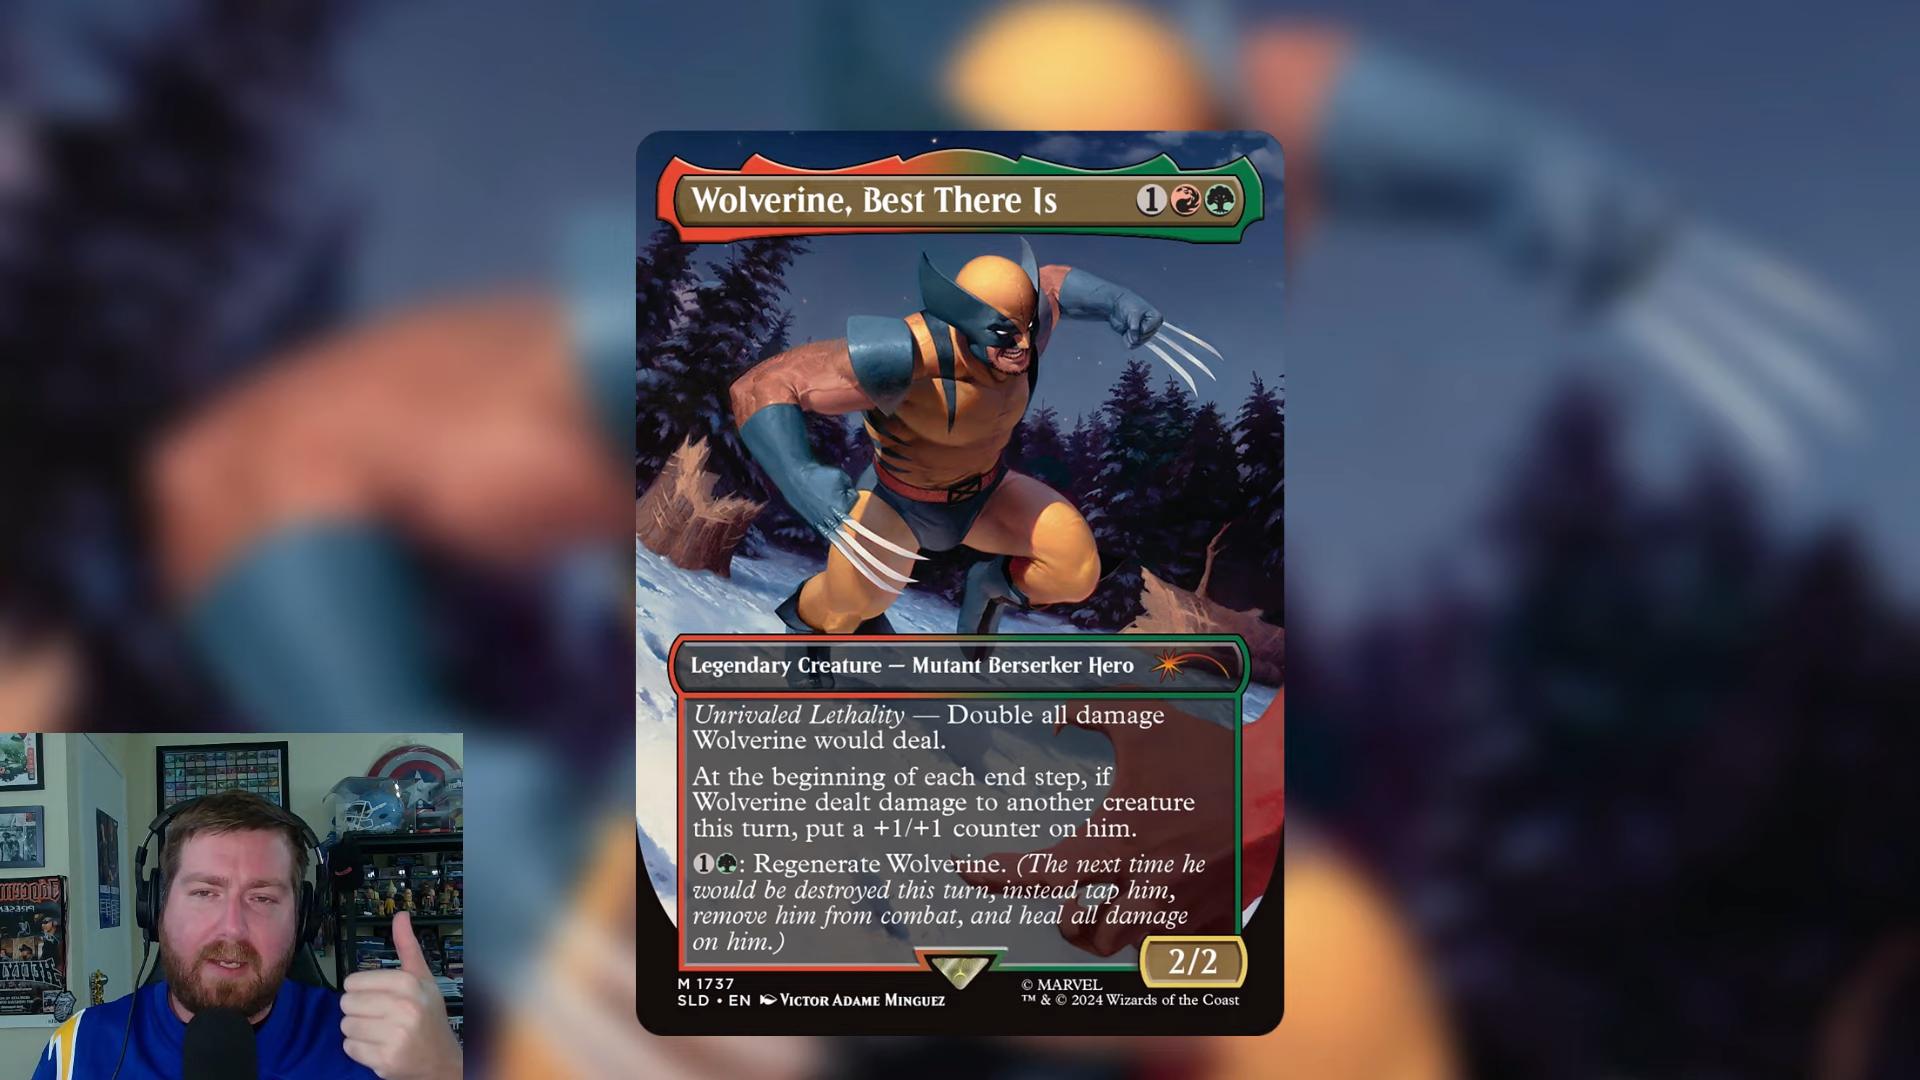 Wolverine, Best There Is
1
Legendary Creature — Mutant Berserker Hero
Unrivaled Lethality — Double all damage
Wolverine would deal.
At the beginning of each end step, if
Wolverine dealt damage to another creature
this turn, put a +1/+1 counter on him.
1: Regenerate Wolverine. (The next time he
would be destroyed this turn, instead tap him,
remove him from combat, and heal all damage
on him.)
2/2
M 1737
SLD • EN Victor Adame Minguez
© MARVEL
™ & © 2024 Wizards of the Coast